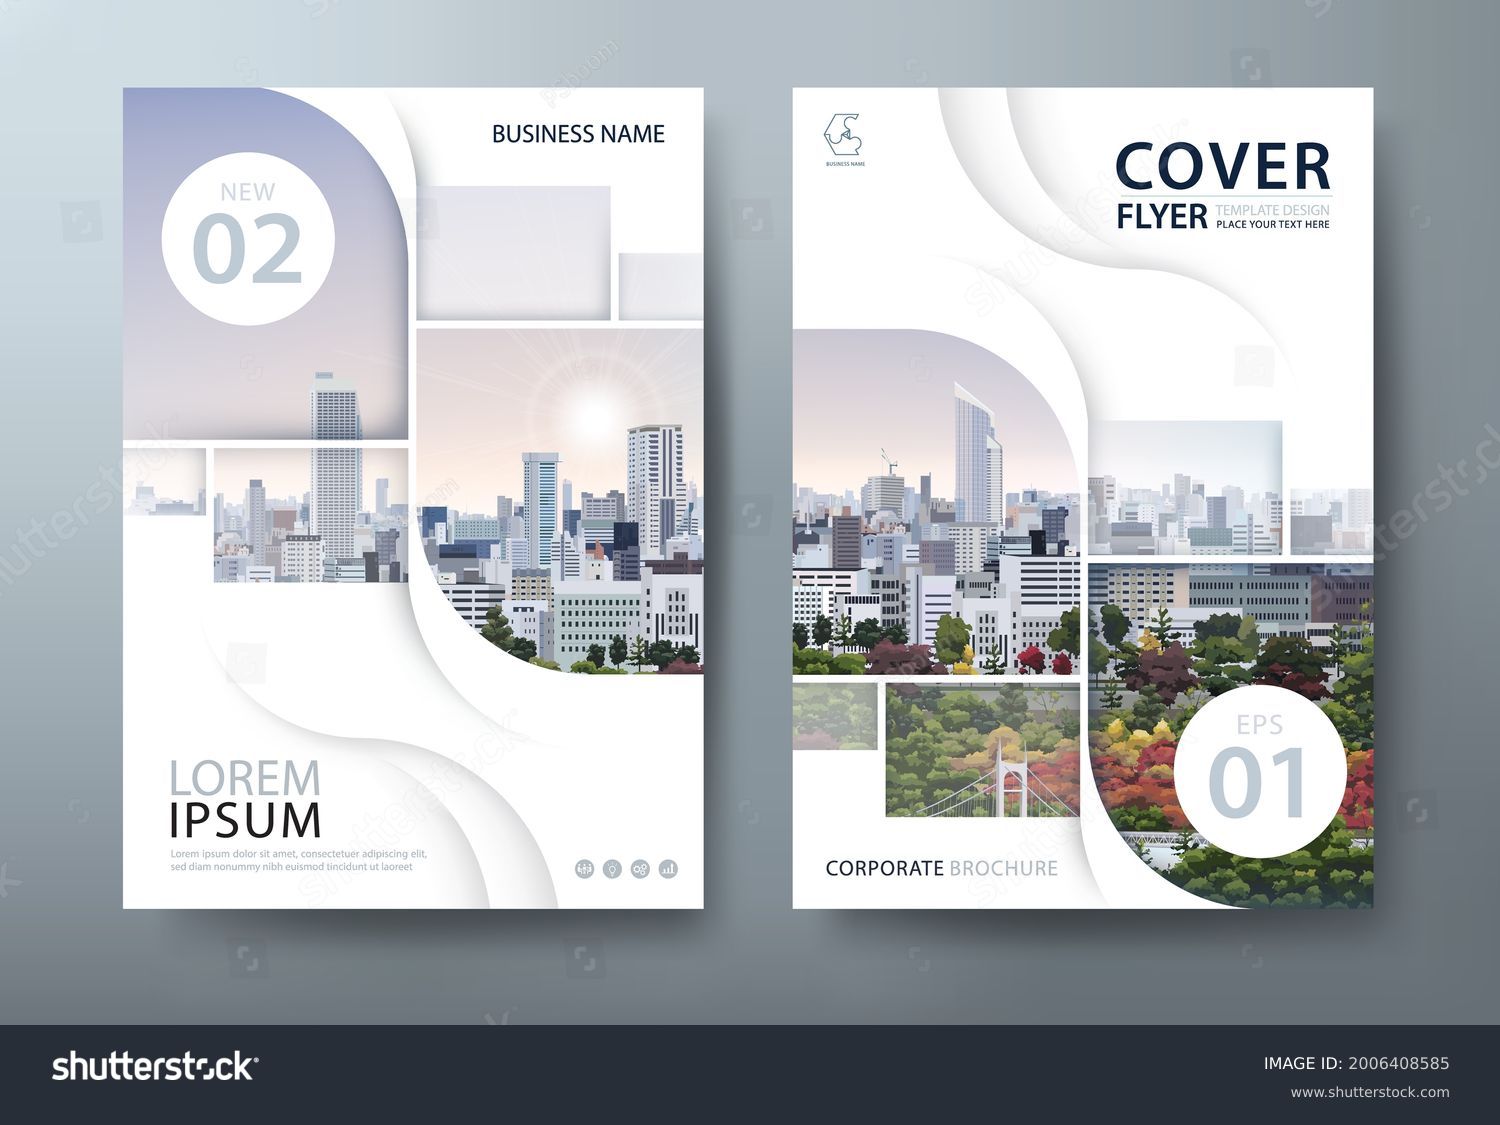 BUSINESS NAME
NEW
02
LOREM
IPSUM
Lorem ipsum dolor sit amet, consectetuer adipiscing elit,
sed diam nonummy nibh euismod tincidunt ut laoreet
BUSINESS NAME
COVER
FLYER TEMPLATE DESIGN
PLACE YOUR TEXT HERE
EPS
01
CORPORATE BROCHURE
psboom
shutterstock
shutterstock
IMAGE ID: 2006408585
www.shutterstock.com